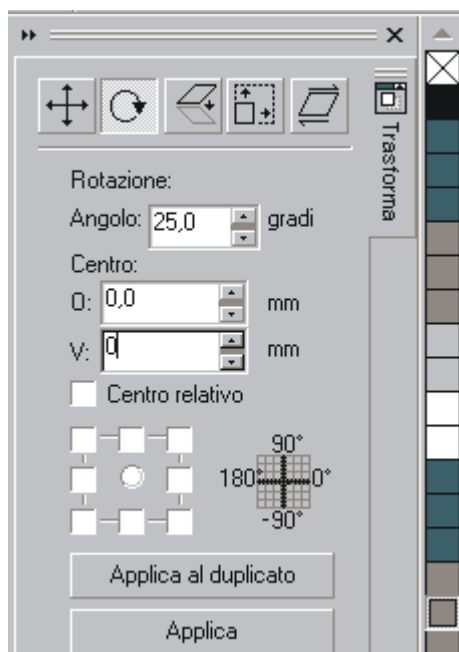 Trasforma
Rotazione:
Angolo: 25,0 gradi
Centro:
O: 0,0 mm
V: 0 mm
Centro relativo
90°
180° 0°
-90°
Applica al duplicato
Applica